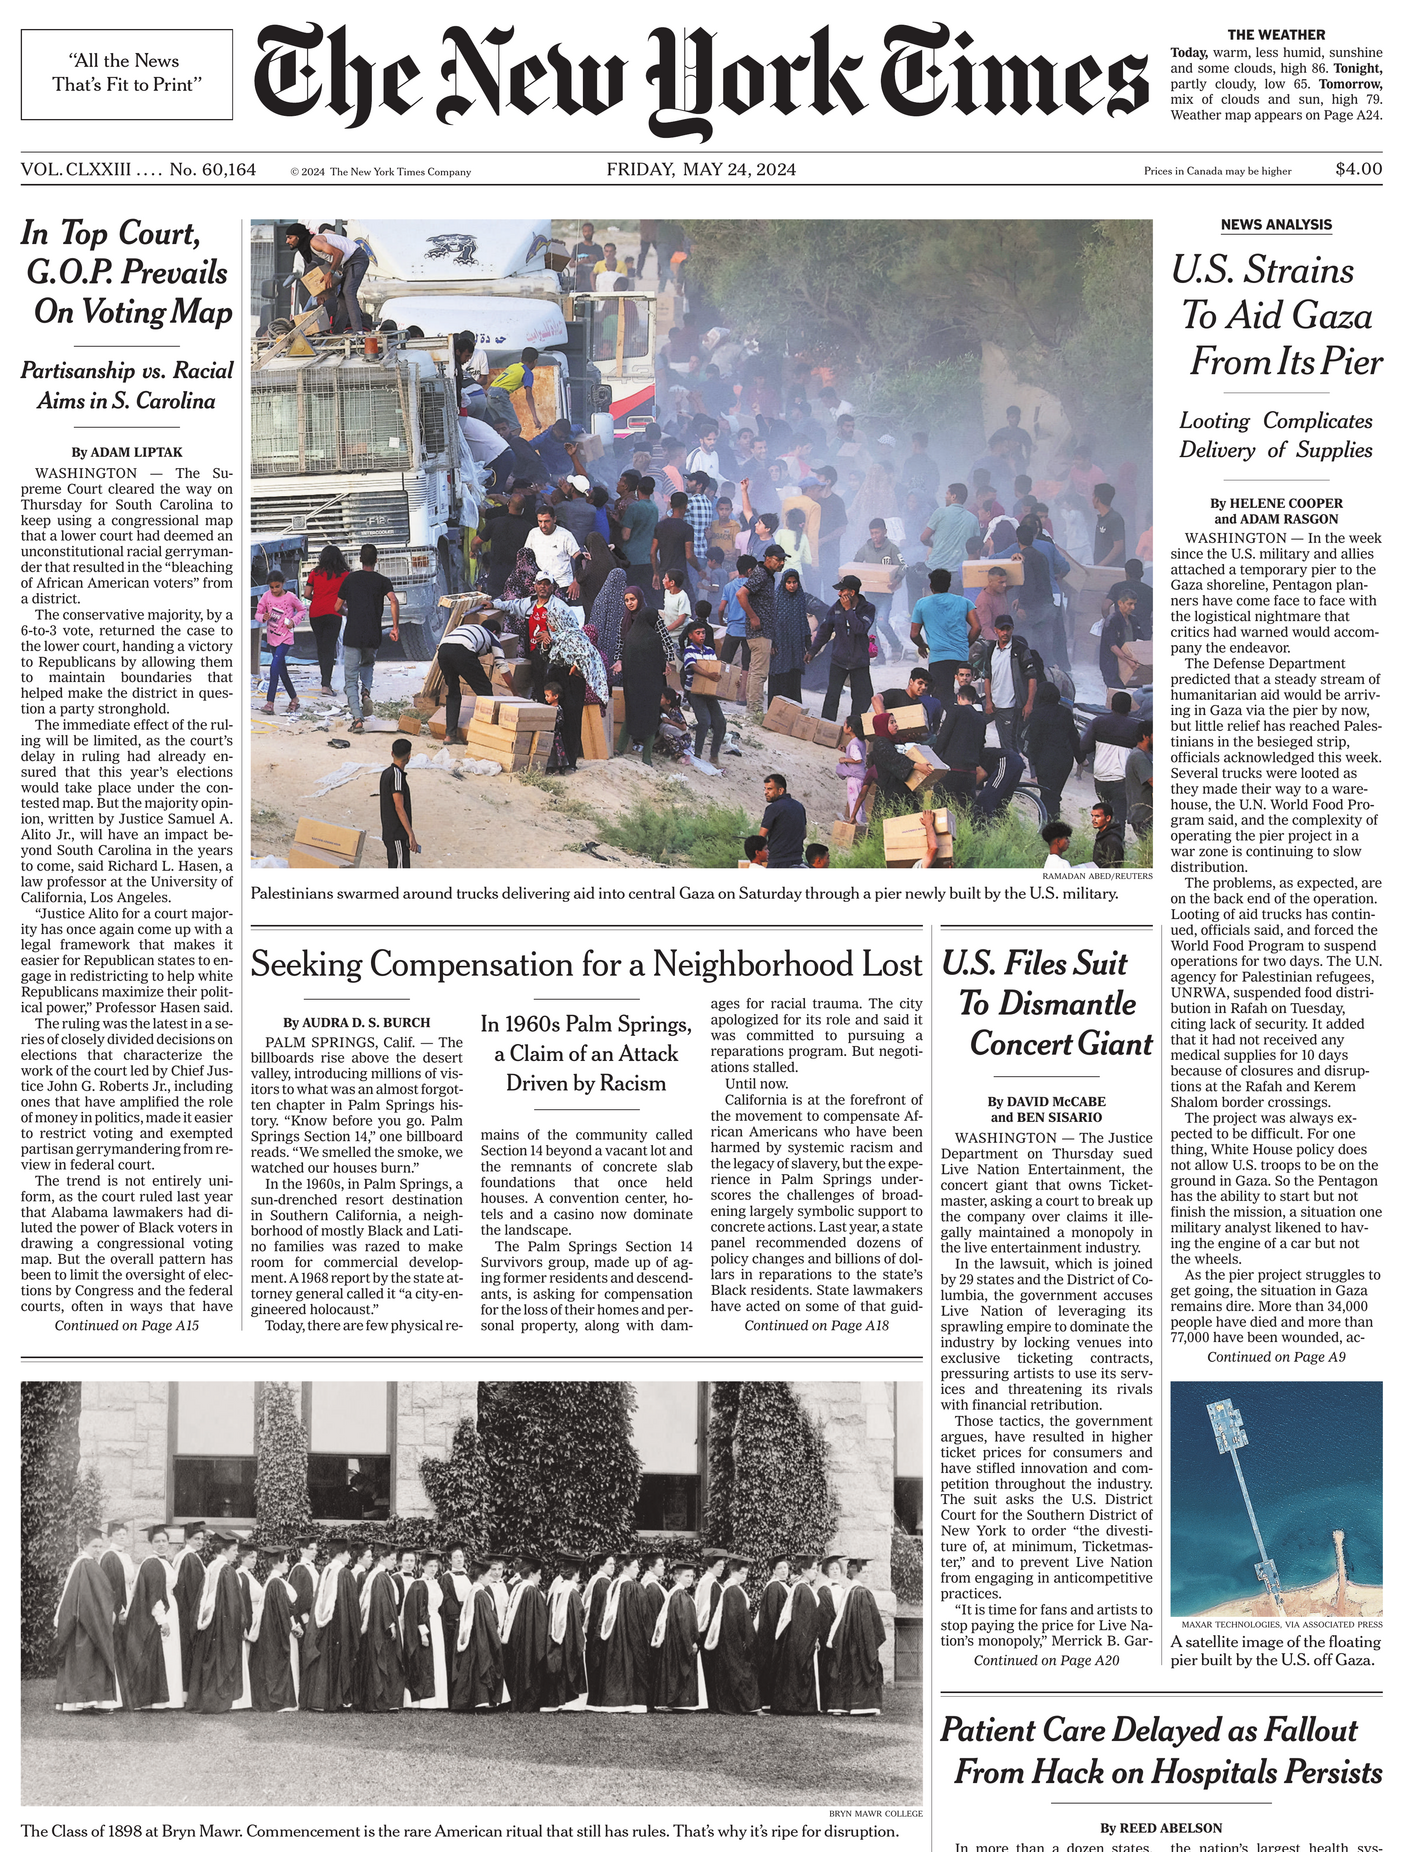 “All the News
That’s Fit to Print”
The New York Times
THE WEATHER
Today, warm, less humid, sunshine
and some clouds, high 86. Tonight,
partly cloudy, low 65. Tomorrow,
mix of clouds and sun, high 79.
Weather map appears on Page A24.
VOL. CLXXIII .... No. 60,164
© 2024 The New York Times Company
FRIDAY, MAY 24, 2024
Prices in Canada may be higher
$4.00
In Top Court,
G.O.P. Prevails
On Voting Map
Partisanship vs. Racial
Aims in S. Carolina
By ADAM LIPTAK
WASHINGTON — The Su-
preme Court cleared the way on
Thursday for South Carolina to
keep using a congressional map
that a lower court had deemed an
unconstitutional racial gerryman-
der that resulted in the “bleaching
of African American voters” from
a district.
The conservative majority, by a
6-to-3 vote, returned the case to
the lower court, handing a victory
to Republicans by allowing them
to maintain boundaries that
helped make the district in ques-
tion a party stronghold.
The immediate effect of the rul-
ing will be limited, as the court’s
delay in ruling had already en-
sured that this year’s elections
would take place under the con-
tested map. But the majority opin-
ion, written by Justice Samuel A.
Alito Jr., will have an impact be-
yond South Carolina in the years
to come, said Richard L. Hasen, a
law professor at the University of
California, Los Angeles.
“Justice Alito for a court major-
ity has once again come up with a
legal framework that makes it
easier for Republican states to en-
gage in redistricting to help white
Republicans maximize their polit-
ical power,” Professor Hasen said.
The ruling was the latest in a se-
ries of closely divided decisions on
elections that characterize the
work of the court led by Chief Jus-
tice John G. Roberts Jr., including
ones that have amplified the role
of money in politics, made it easier
to restrict voting and exempted
partisan gerrymandering from re-
view in federal court.
The trend is not entirely uni-
form, as the court ruled last year
that Alabama lawmakers had di-
luted the power of Black voters in
drawing a congressional voting
map. But the overall pattern has
been to limit the oversight of elec-
tions by Congress and the federal
courts, often in ways that have
Continued on Page A15
RAMADAN ABED/REUTERS
Palestinians swarmed around trucks delivering aid into central Gaza on Saturday through a pier newly built by the U.S. military.
Seeking Compensation for a Neighborhood Lost
By AUDRA D. S. BURCH
PALM SPRINGS, Calif. — The
billboards rise above the desert
valley, introducing millions of vis-
itors to what was an almost forgot-
ten chapter in Palm Springs his-
tory. “Know before you go. Palm
Springs Section 14,” one billboard
reads. “We smelled the smoke, we
watched our houses burn.”
In the 1960s, in Palm Springs, a
sun-drenched resort destination
in Southern California, a neigh-
borhood of mostly Black and Lati-
no families was razed to make
room for commercial develop-
ment. A 1968 report by the state at-
torney general called it “a city-en-
gineered holocaust.”
Today, there are few physical re-
In 1960s Palm Springs,
a Claim of an Attack
Driven by Racism
mains of the community called
Section 14 beyond a vacant lot and
the remnants of concrete slab
foundations that once held
houses. A convention center, ho-
tels and a casino now dominate
the landscape.
The Palm Springs Section 14
Survivors group, made up of ag-
ing former residents and descend-
ants, is asking for compensation
for the loss of their homes and per-
sonal property, along with dam-
ages for racial trauma. The city
apologized for its role and said it
was committed to pursuing a
reparations program. But negoti-
ations stalled.
Until now.
California is at the forefront of
the movement to compensate Af-
rican Americans who have been
harmed by systemic racism and
the legacy of slavery, but the expe-
rience in Palm Springs under-
scores the challenges of broad-
ening largely symbolic support to
concrete actions. Last year, a state
panel recommended dozens of
policy changes and billions of dol-
lars in reparations to the state’s
Black residents. State lawmakers
have acted on some of that guid-
Continued on Page A18
U.S. Files Suit
To Dismantle
Concert Giant
By DAVID McCABE
and BEN SISARIO
WASHINGTON — The Justice
Department on Thursday sued
Live Nation Entertainment, the
concert giant that owns Ticket-
master, asking a court to break up
the company over claims it ille-
gally maintained a monopoly in
the live entertainment industry.
In the lawsuit, which is joined
by 29 states and the District of Co-
lumbia, the government accuses
Live Nation of leveraging its
sprawling empire to dominate the
industry by locking venues into
exclusive ticketing contracts,
pressuring artists to use its serv-
ices and threatening its rivals
with financial retribution.
Those tactics, the government
argues, have resulted in higher
ticket prices for consumers and
have stifled innovation and com-
petition throughout the industry.
The suit asks the U.S. District
Court for the Southern District of
New York to order “the divesti-
ture of, at minimum, Ticketmas-
ter,” and to prevent Live Nation
from engaging in anticompetitive
practices.
“It is time for fans and artists to
stop paying the price for Live Na-
tion’s monopoly,” Merrick B. Gar-
Continued on Page A20
NEWS ANALYSIS
U.S. Strains
To Aid Gaza
From Its Pier
Looting Complicates
Delivery of Supplies
By HELENE COOPER
and ADAM RASGON
WASHINGTON — In the week
since the U.S. military and allies
attached a temporary pier to the
Gaza shoreline, Pentagon plan-
ners have come face to face with
the logistical nightmare that
critics had warned would accom-
pany the endeavor.
The Defense Department
predicted that a steady stream of
humanitarian aid would be arriv-
ing in Gaza via the pier by now,
but little relief has reached Pales-
tinians in the besieged strip,
officials acknowledged this week.
Several trucks were looted as
they made their way to a ware-
house, the U.N. World Food Pro-
gram said, and the complexity of
operating the pier project in a
war zone is continuing to slow
distribution.
The problems, as expected, are
on the back end of the operation.
Looting of aid trucks has contin-
ued, officials said, and forced the
World Food Program to suspend
operations for two days. The U.N.
agency for Palestinian refugees,
UNRWA, suspended food distri-
bution in Rafah on Tuesday,
citing lack of security. It added
that it had not received any
medical supplies for 10 days
because of closures and disrup-
tions at the Rafah and Kerem
Shalom border crossings.
The project was always ex-
pected to be difficult. For one
thing, White House policy does
not allow U.S. troops to be on the
ground in Gaza. So the Pentagon
has the ability to start but not
finish the mission, a situation one
military analyst likened to hav-
ing the engine of a car but not
the wheels.
As the pier project struggles to
get going, the situation in Gaza
remains dire. More than 34,000
people have died and more than
77,000 have been wounded, ac-
Continued on Page A9
MAXAR TECHNOLOGIES, VIA ASSOCIATED PRESS
A satellite image of the floating
pier built by the U.S. off Gaza.
BRYN MAWR COLLEGE
The Class of 1898 at Bryn Mawr. Commencement is the rare American ritual that still has rules. That’s why it’s ripe for disruption.
Patient Care Delayed as Fallout
From Hack on Hospitals Persists
By REED ABELSON
In more than a dozen states,
the nation’s largest health sys-